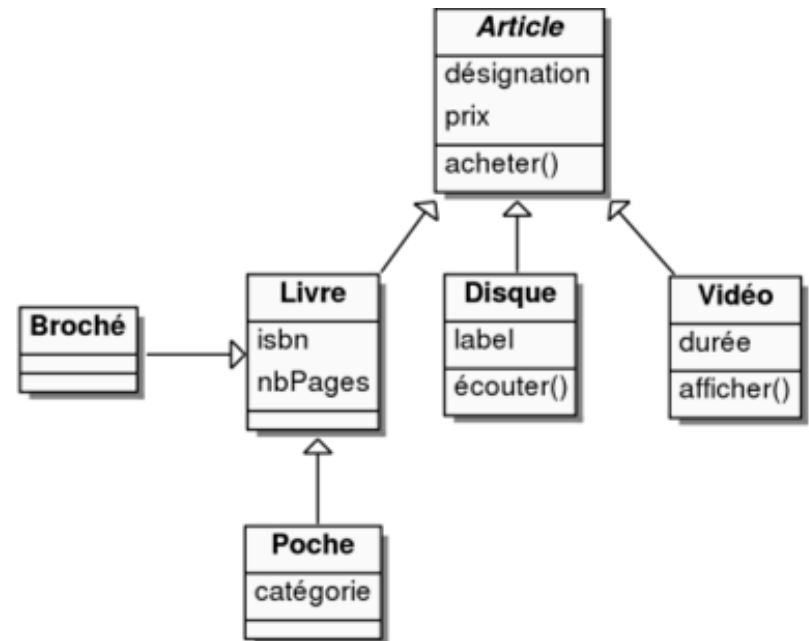 Article
désignation
prix
acheter()
Broché
Livre
isbn
nbPages
Disque
label
écouter()
Vidéo
durée
afficher()
Poche
catégorie